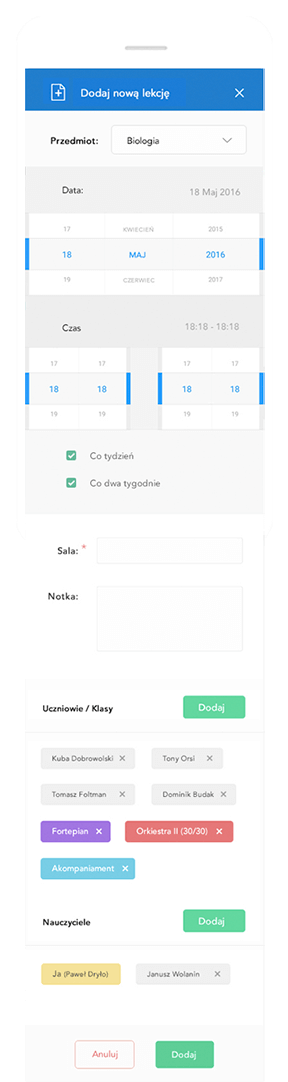 Dodaj nową lekcję
Przedmiot: Biologia
Data: 18 Maj 2016
17 KWIECIEŃ 2015
18 MAJ 2016
19 CZERWIEC 2017
Czas 18:18 - 18:18
17 17 17 17
18 18 18 18
19 19 19 19
Co tydzień
Co dwa tygodnie
Sala: *
Notka:
Uczniowie / Klasy Dodaj
Kuba Dobrowolski × Tony Orsi ×
Tomasz Foltman × Dominik Budak ×
Fortepian × Orkiestra II (30/30) ×
Akompaniament ×
Nauczyciele Dodaj
Ja (Paweł Dryło) Janusz Wolanin ×
Anuluj Dodaj